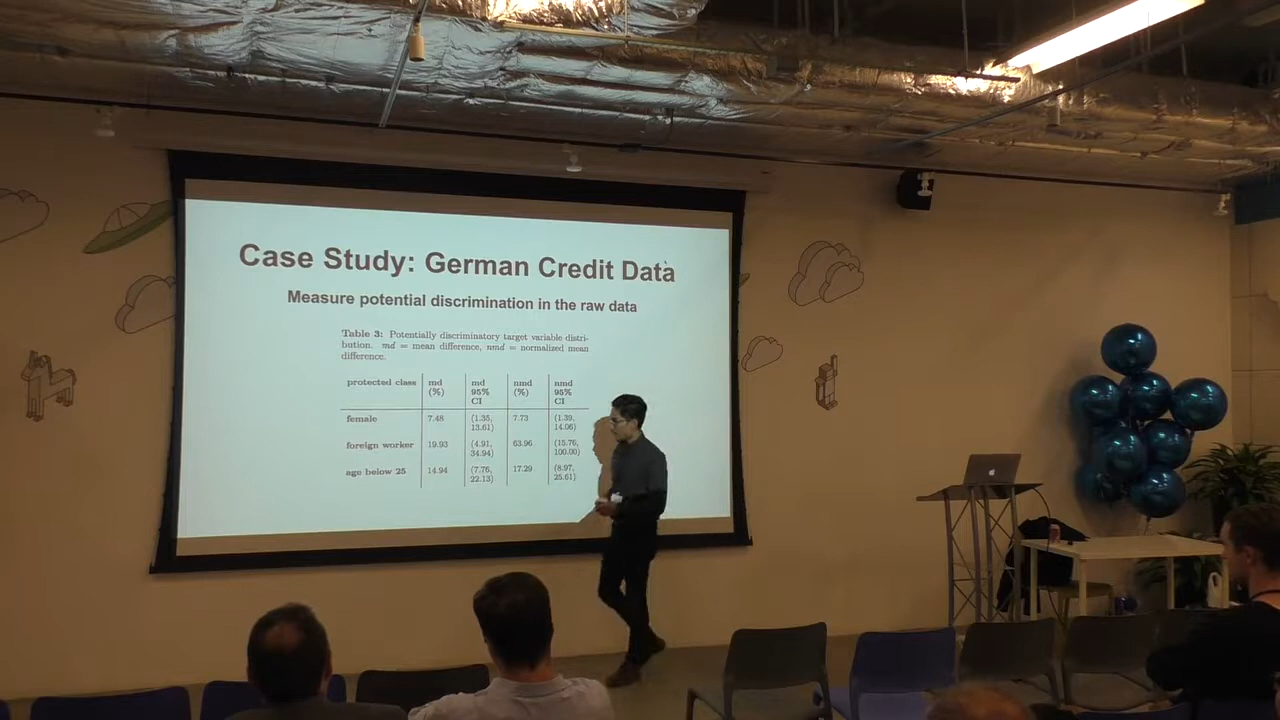 Case Study: German Credit Data
Measure potential discrimination in the raw data
Table 3: Potentially discriminatory target variable distri-
bution. md = mean difference, nmd = normalized mean
difference.
protected class md (%) md 95% CI nmd (%) nmd 95% CI
female 7.48 (1.35, 13.61) 7.73 (1.39, 14.06)
foreign worker 19.93 (4.91, 34.94) 63.96 (15.76, 100.00)
age below 25 14.94 (7.76, 22.13) 17.29 (8.97, 25.61)